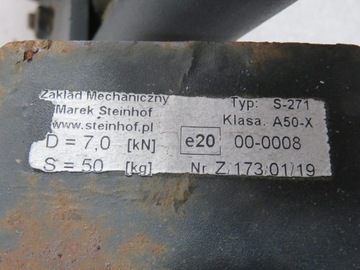 Zakład Mechaniczny Typ: S-271
Marek Steinhof Klasa. A50-X
www.steinhof.pl
D = 7,0 [kN] e20 00-0008
S = 50 [kg] Nr Z/173/01/19